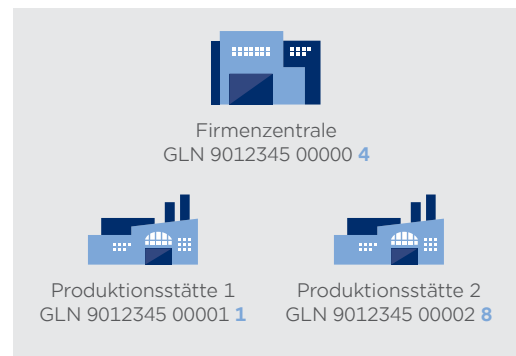 Firmenzentrale
GLN 9012345 00000 4
Produktionsstätte 1
GLN 9012345 00001 1
Produktionsstätte 2
GLN 9012345 00002 8